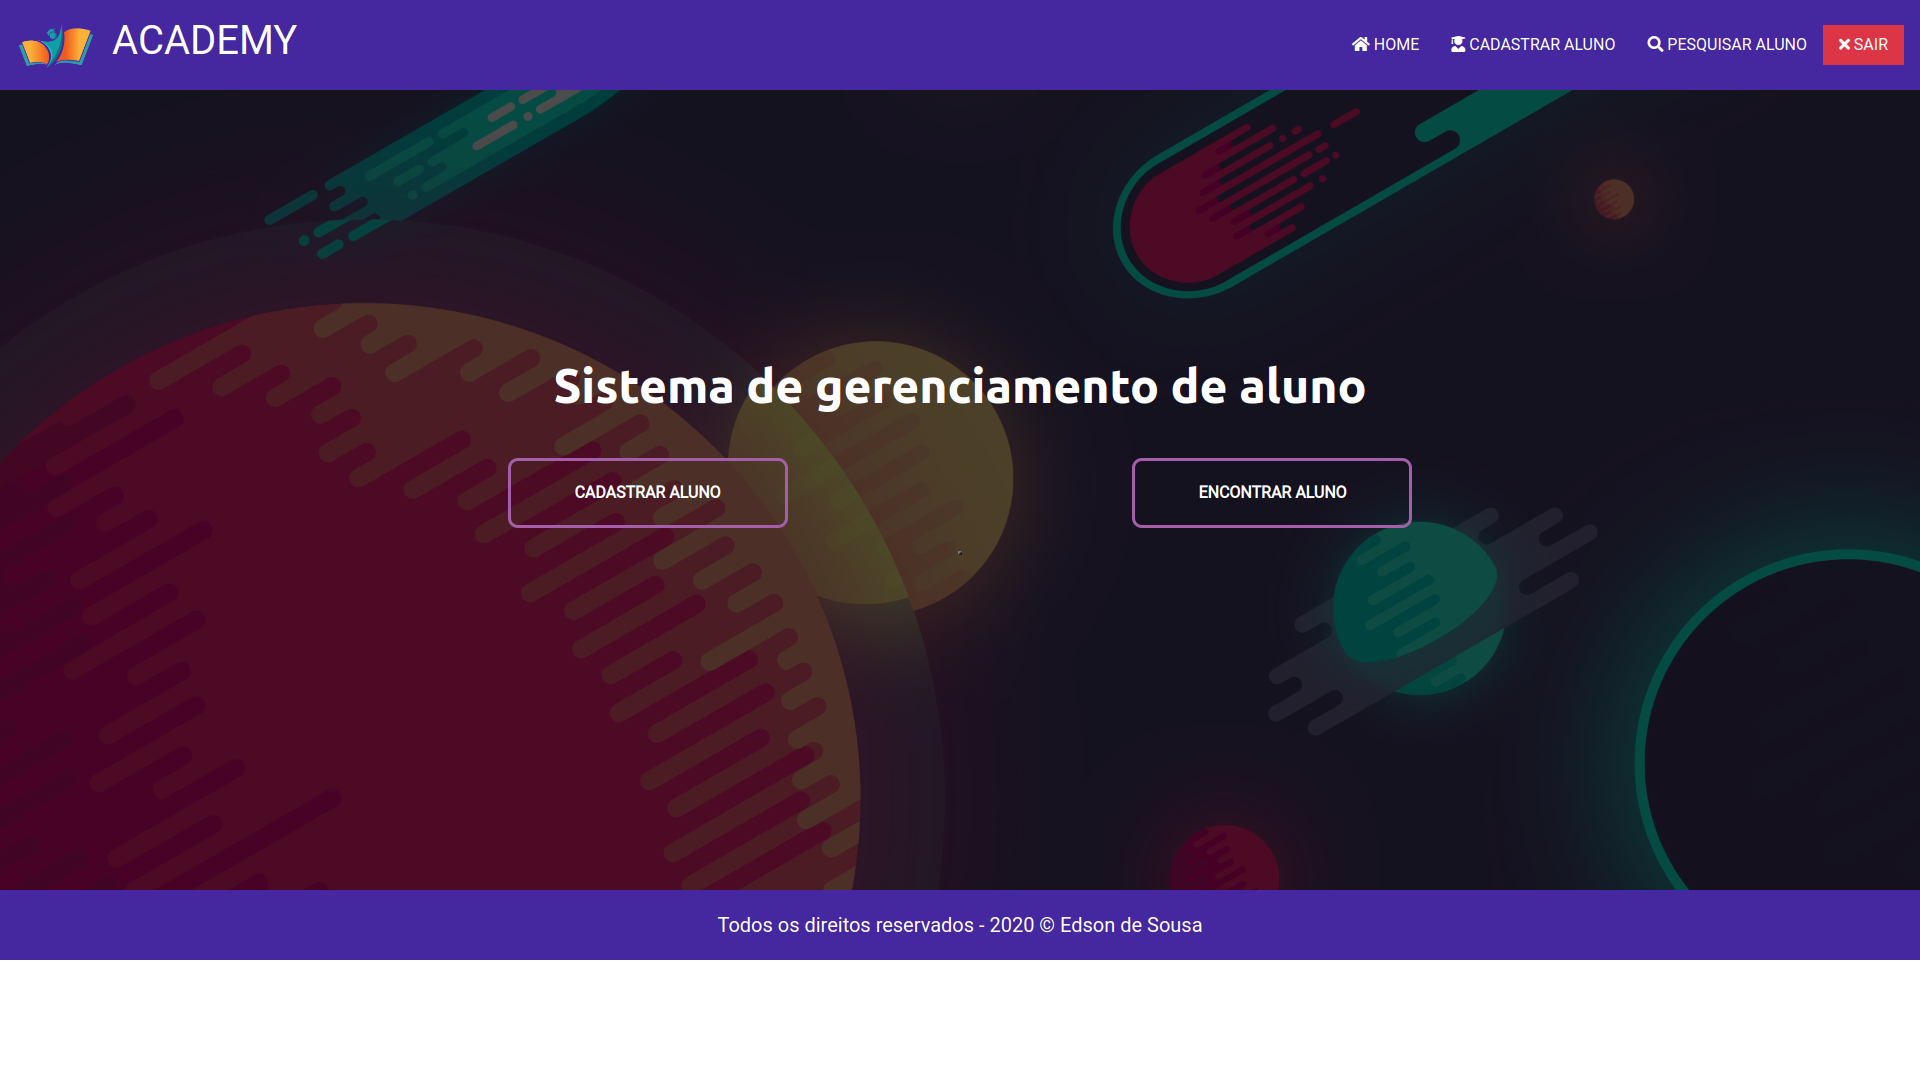 ACADEMY
HOME
CADASTRAR ALUNO
PESQUISAR ALUNO
SAIR
Sistema de gerenciamento de aluno
CADASTRAR ALUNO
ENCONTRAR ALUNO
Todos os direitos reservados - 2020 © Edson de Sousa